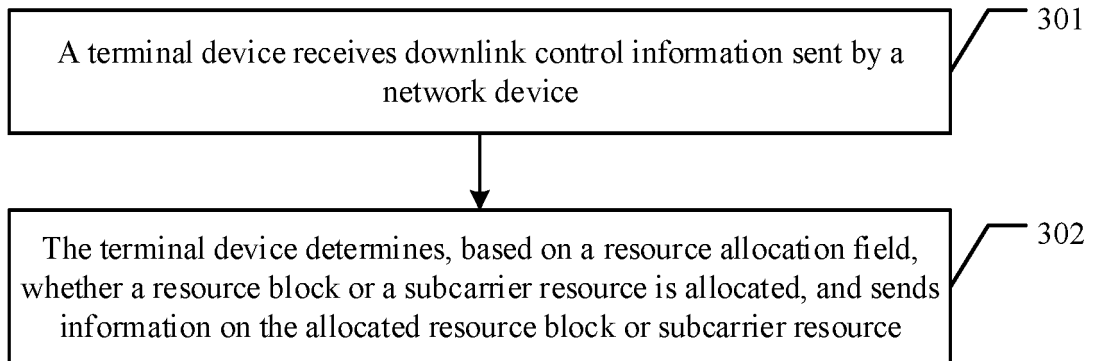 A terminal device receives downlink control information sent by a
network device
301
The terminal device determines, based on a resource allocation field,
whether a resource block or a subcarrier resource is allocated, and sends
information on the allocated resource block or subcarrier resource
302